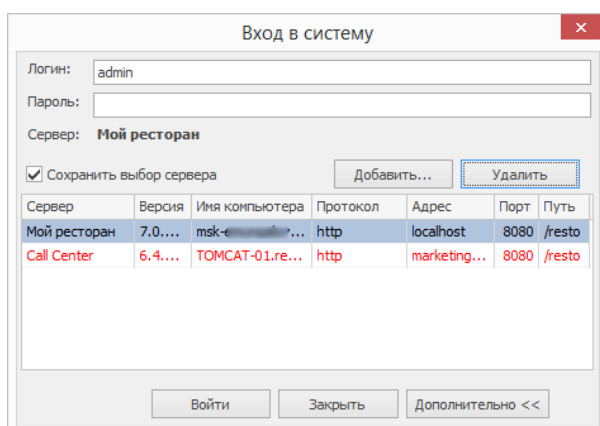 Вход в систему
Логин: admin
Пароль:
Сервер: Мой ресторан
Сохранить выбор сервера Добавить... Удалить
Сервер Версия Имя компьютера Протокол Адрес Порт Путь
Мой ресторан 7.0.... http localhost 8080 /resto
Call Center 6.4.... TOMCAT-01.re... http marketing... 8080 /resto
Войти Закрыть Дополнительно <<